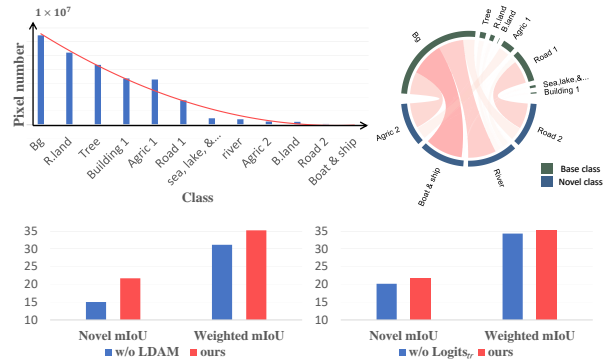 1 × 10⁷
Pixel number
Bg
R.land
Tree
Building 1
Agric 1
Road 1
sea, lake, &...
river
Agric 2
B.land
Road 2
Boat & ship
Class
Bg
Tree
R.land
B.land
Agric 1
Road 1
Sea,lake,&...
Building 1
Road 2
River
Boat & ship
Agric 2
Base class
Novel class
35
30
25
20
15
10
Novel mIoU
Weighted mIoU
w/o LDAM
ours
35
30
25
20
15
10
Novel mIoU
Weighted mIoU
w/o Logitsₜᵣ
ours